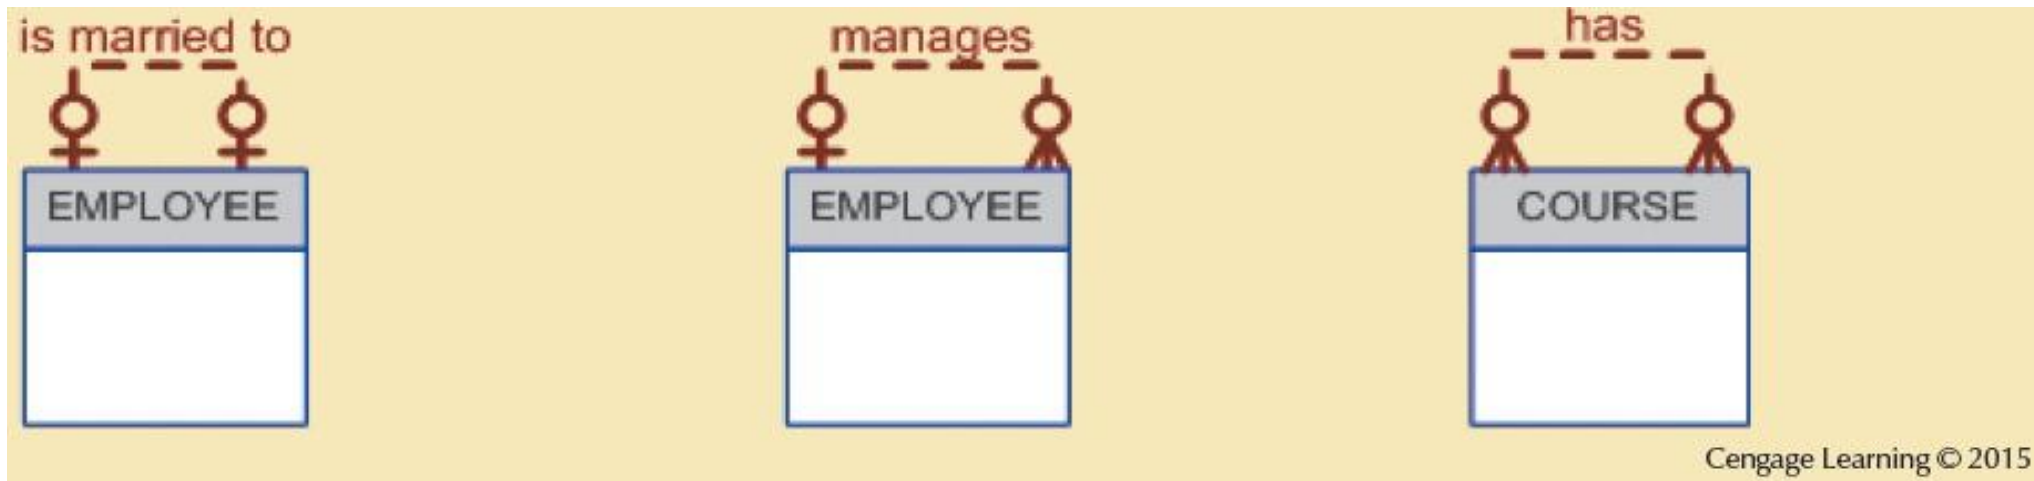 is married to
manages
has
EMPLOYEE
EMPLOYEE
COURSE
Cengage Learning © 2015